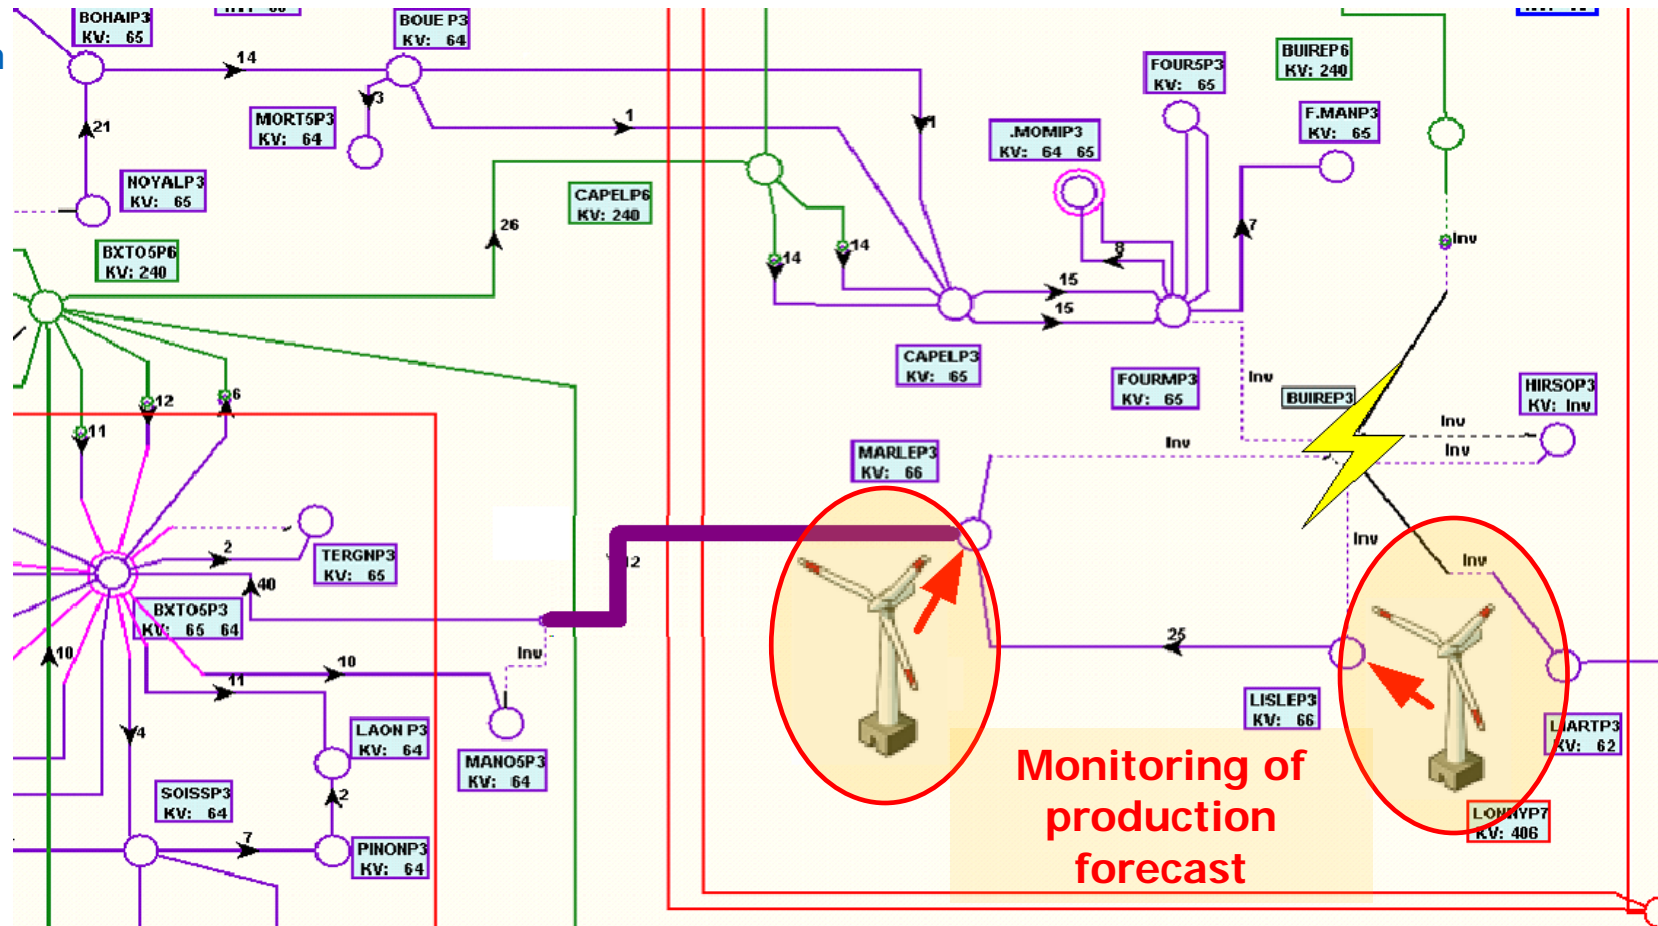 BOHAIP3
KV: 65
BOUE P3
KV: 64
14
3
MORT5P3
KV: 64
21
1
1
NOYALP3
KV: 65
FOUR5P3
KV: 65
BUIREP6
KV: 240
.MOMIP3
KV: 64 65
F.MANP3
KV: 65
CAPELP6
KV: 240
26
BXTO5P6
KV: 240
14
14
8
7
Inv
15
15
CAPELP3
KV: 65
FOURMP3
KV: 65
Inv
BUIREP3
HIRSOP3
KV: Inv
12
6
11
Inv
Inv
Inv
MARLEP3
KV: 66
2
TERGNP3
KV: 65
40
12
Inv
Inv
BXTO5P3
KV: 65 64
10
Inv
10
11
25
4
LISLEP3
KV: 66
LIARTP3
KV: 62
LAON P3
KV: 64
MANO5P3
KV: 64
SOISSP3
KV: 64
2
7
PINONP3
KV: 64
Monitoring of
production
forecast
LONNYP7
KV: 406